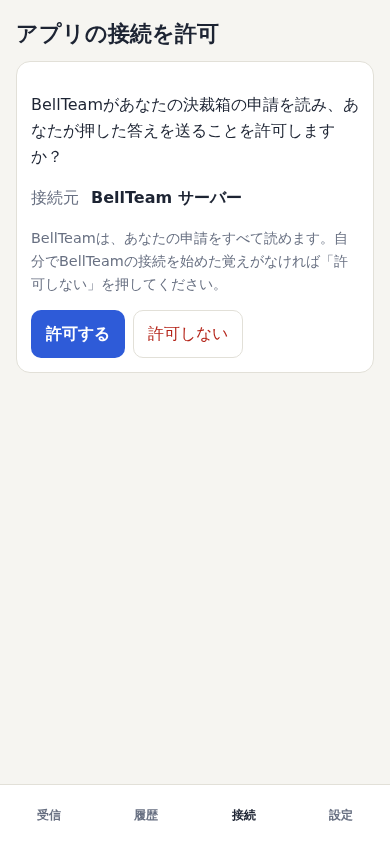 アプリの接続を許可
BellTeamがあなたの決裁箱の申請を読み、あ
なたが押した答えを送ることを許可します
か？
接続元 BellTeam サーバー
BellTeamは、あなたの申請をすべて読めます。自
分でBellTeamの接続を始めた覚えがなければ「許
可しない」を押してください。
許可する 許可しない
受信 履歴 接続 設定